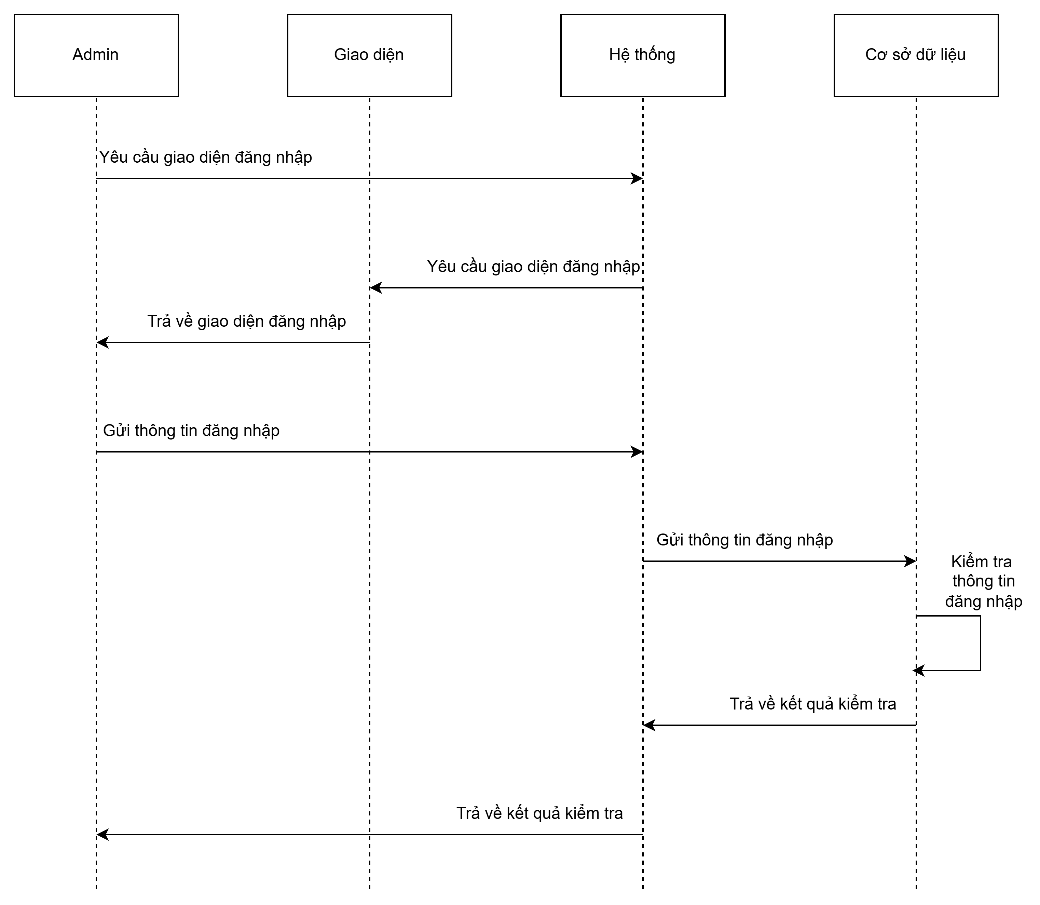 Admin
Giao diện
Hệ thống
Cơ sở dữ liệu
Yêu cầu giao diện đăng nhập
Yêu cầu giao diện đăng nhập
Trả về giao diện đăng nhập
Gửi thông tin đăng nhập
Gửi thông tin đăng nhập
Kiểm tra
thông tin
đăng nhập
Trả về kết quả kiểm tra
Trả về kết quả kiểm tra